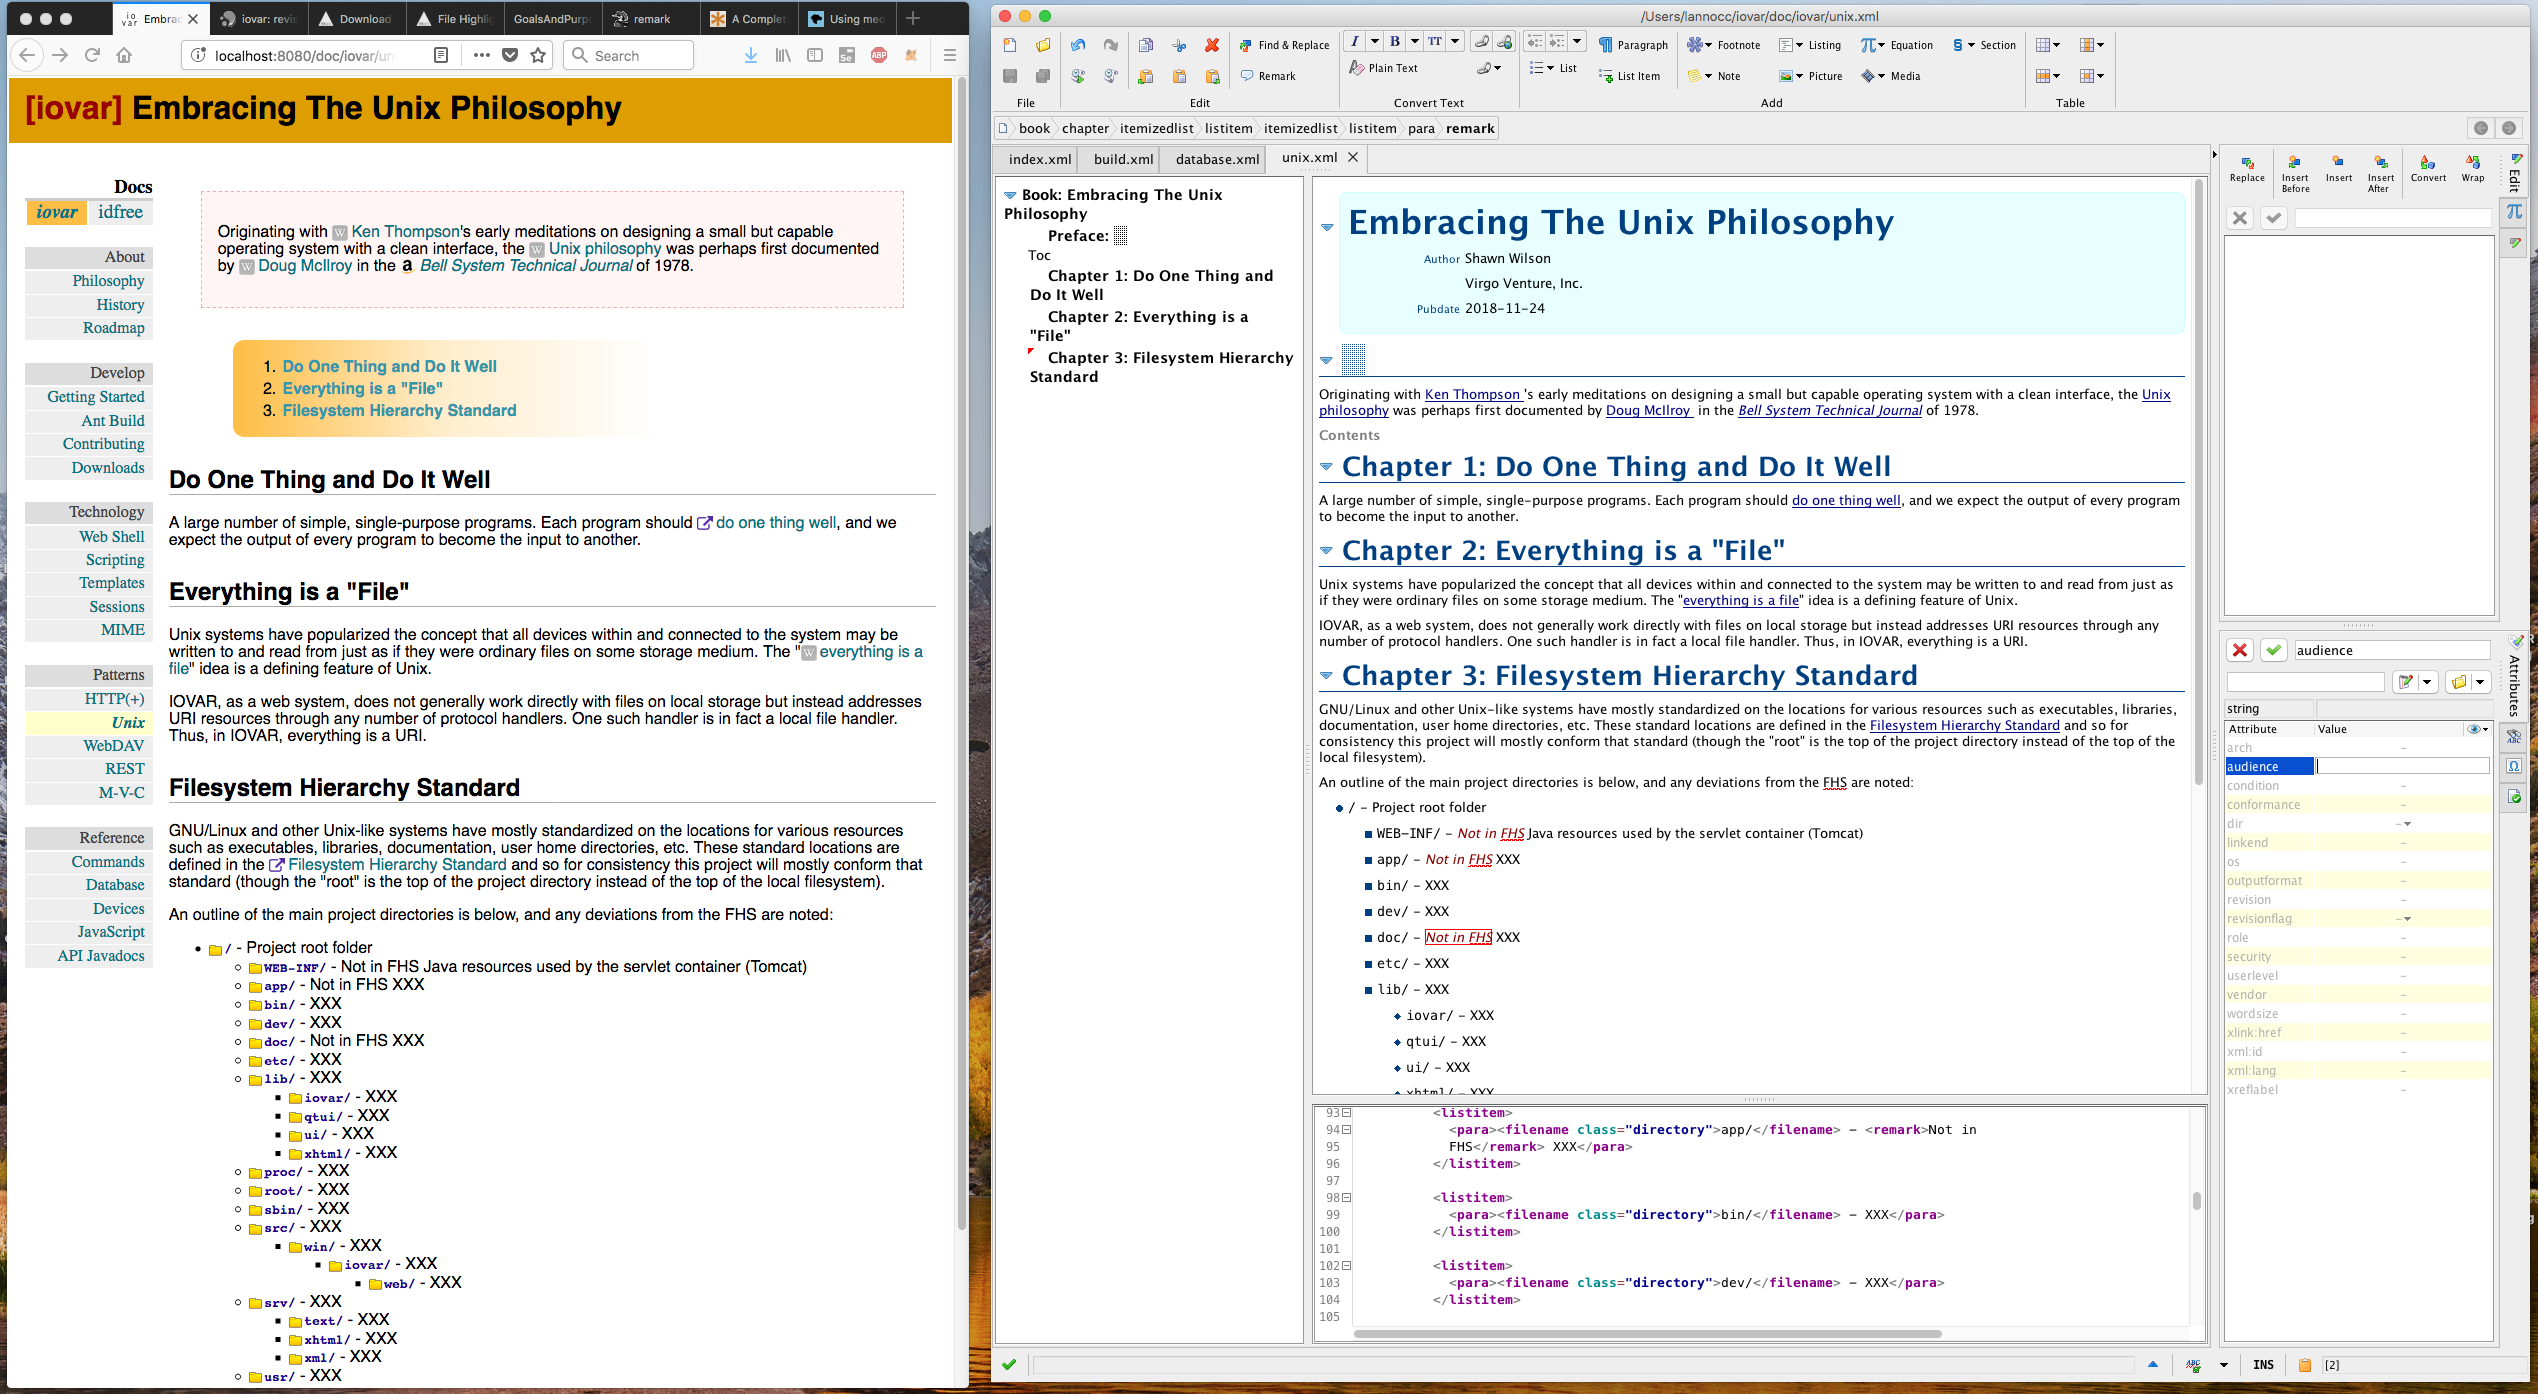 Embrac
iovar: revis
Download
File Highlig
GoalsAndPurp
remark
A Complet
Using med
localhost:8080/doc/iovar/un
Search
[iovar] Embracing The Unix Philosophy
Docs
iovar idfree
About
Philosophy
History
Roadmap
Develop
Getting Started
Ant Build
Contributing
Downloads
Technology
Web Shell
Scripting
Templates
Sessions
MIME
Patterns
HTTP(+)
Unix
WebDAV
REST
M-V-C
Reference
Commands
Database
Devices
JavaScript
API Javadocs
Originating with Ken Thompson's early meditations on designing a small but capable
operating system with a clean interface, the Unix philosophy was perhaps first documented
by Doug McIlroy in the Bell System Technical Journal of 1978.
1. Do One Thing and Do It Well
2. Everything is a "File"
3. Filesystem Hierarchy Standard
Do One Thing and Do It Well
A large number of simple, single-purpose programs. Each program should do one thing well, and we
expect the output of every program to become the input to another.
Everything is a "File"
Unix systems have popularized the concept that all devices within and connected to the system may be
written to and read from just as if they were ordinary files on some storage medium. The "everything is a
file" idea is a defining feature of Unix.
IOVAR, as a web system, does not generally work directly with files on local storage but instead addresses
URI resources through any number of protocol handlers. One such handler is in fact a local file handler.
Thus, in IOVAR, everything is a URI.
Filesystem Hierarchy Standard
GNU/Linux and other Unix-like systems have mostly standardized on the locations for various resources
such as executables, libraries, documentation, user home directories, etc. These standard locations are
defined in the Filesystem Hierarchy Standard and so for consistency this project will mostly conform that
standard (though the "root" is the top of the project directory instead of the top of the local filesystem).
An outline of the main project directories is below, and any deviations from the FHS are noted:
/ - Project root folder
WEB-INF/ - Not in FHS Java resources used by the servlet container (Tomcat)
app/ - Not in FHS XXX
bin/ - XXX
dev/ - XXX
doc/ - Not in FHS XXX
etc/ - XXX
lib/ - XXX
iovar/ - XXX
qtui/ - XXX
ui/ - XXX
xhtml/ - XXX
proc/ - XXX
root/ - XXX
sbin/ - XXX
src/ - XXX
win/ - XXX
iovar/ - XXX
web/ - XXX
srv/ - XXX
text/ - XXX
xhtml/ - XXX
xml/ - XXX
usr/ - XXX
/Users/lannocc/iovar/doc/iovar/unix.xml
Find & Replace
Remark
Plain Text
List
Paragraph
List Item
Footnote
Note
Listing
Picture
Equation
Media
Section
File
Edit
Convert Text
Add
Table
book chapter itemizedlist listitem itemizedlist listitem para remark
index.xml build.xml database.xml unix.xml
Book: Embracing The Unix
Philosophy
Preface:
Toc
Chapter 1: Do One Thing and
Do It Well
Chapter 2: Everything is a
"File"
Chapter 3: Filesystem Hierarchy
Standard
Embracing The Unix Philosophy
Author Shawn Wilson
Virgo Venture, Inc.
Pubdate 2018-11-24
Originating with Ken Thompson 's early meditations on designing a small but capable operating system with a clean interface, the Unix
philosophy was perhaps first documented by Doug McIlroy in the Bell System Technical Journal of 1978.
Contents
Chapter 1: Do One Thing and Do It Well
A large number of simple, single-purpose programs. Each program should do one thing well, and we expect the output of every program
to become the input to another.
Chapter 2: Everything is a "File"
Unix systems have popularized the concept that all devices within and connected to the system may be written to and read from just as
if they were ordinary files on some storage medium. The "everything is a file" idea is a defining feature of Unix.
IOVAR, as a web system, does not generally work directly with files on local storage but instead addresses URI resources through any
number of protocol handlers. One such handler is in fact a local file handler. Thus, in IOVAR, everything is a URI.
Chapter 3: Filesystem Hierarchy Standard
GNU/Linux and other Unix-like systems have mostly standardized on the locations for various resources such as executables, libraries,
documentation, user home directories, etc. These standard locations are defined in the Filesystem Hierarchy Standard and so for
consistency this project will mostly conform that standard (though the "root" is the top of the project directory instead of the top of the
local filesystem).
An outline of the main project directories is below, and any deviations from the FHS are noted:
/ - Project root folder
WEB-INF/ - Not in FHS Java resources used by the servlet container (Tomcat)
app/ - Not in FHS XXX
bin/ - XXX
dev/ - XXX
doc/ - Not in FHS XXX
etc/ - XXX
lib/ - XXX
iovar/ - XXX
qtui/ - XXX
ui/ - XXX
xhtml/ - XXX
93 <listitem>
94 <para><filename class="directory">app/</filename> - <remark>Not in
95 FHS</remark> XXX</para>
96 </listitem>
97
98 <listitem>
99 <para><filename class="directory">bin/</filename> - XXX</para>
100 </listitem>
101
102 <listitem>
103 <para><filename class="directory">dev/</filename> - XXX</para>
104 </listitem>
105
Replace
Insert Before
Insert
Insert After
Convert
Wrap
Edit
audience
Attributes
string
Attribute Value
arch
audience
condition
conformance
dir
linkend
os
outputformat
revision
revisionflag
role
security
userlevel
vendor
wordsize
xlink:href
xml:id
xml:lang
xreflabel
INS
[2]